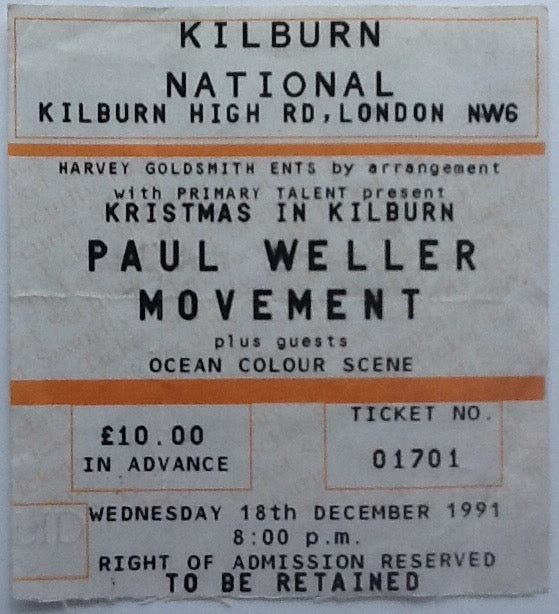 KILBURN
NATIONAL
KILBURN HIGH RD, LONDON NW6
HARVEY GOLDSMITH ENTS by arrangement
with PRIMARY TALENT present
KRISTMAS IN KILBURN
PAUL WELLER
MOVEMENT
plus guests
OCEAN COLOUR SCENE
£10.00
IN ADVANCE
TICKET NO.
01701
WEDNESDAY 18th DECEMBER 1991
8:00 p.m.
RIGHT OF ADMISSION RESERVED
TO BE RETAINED